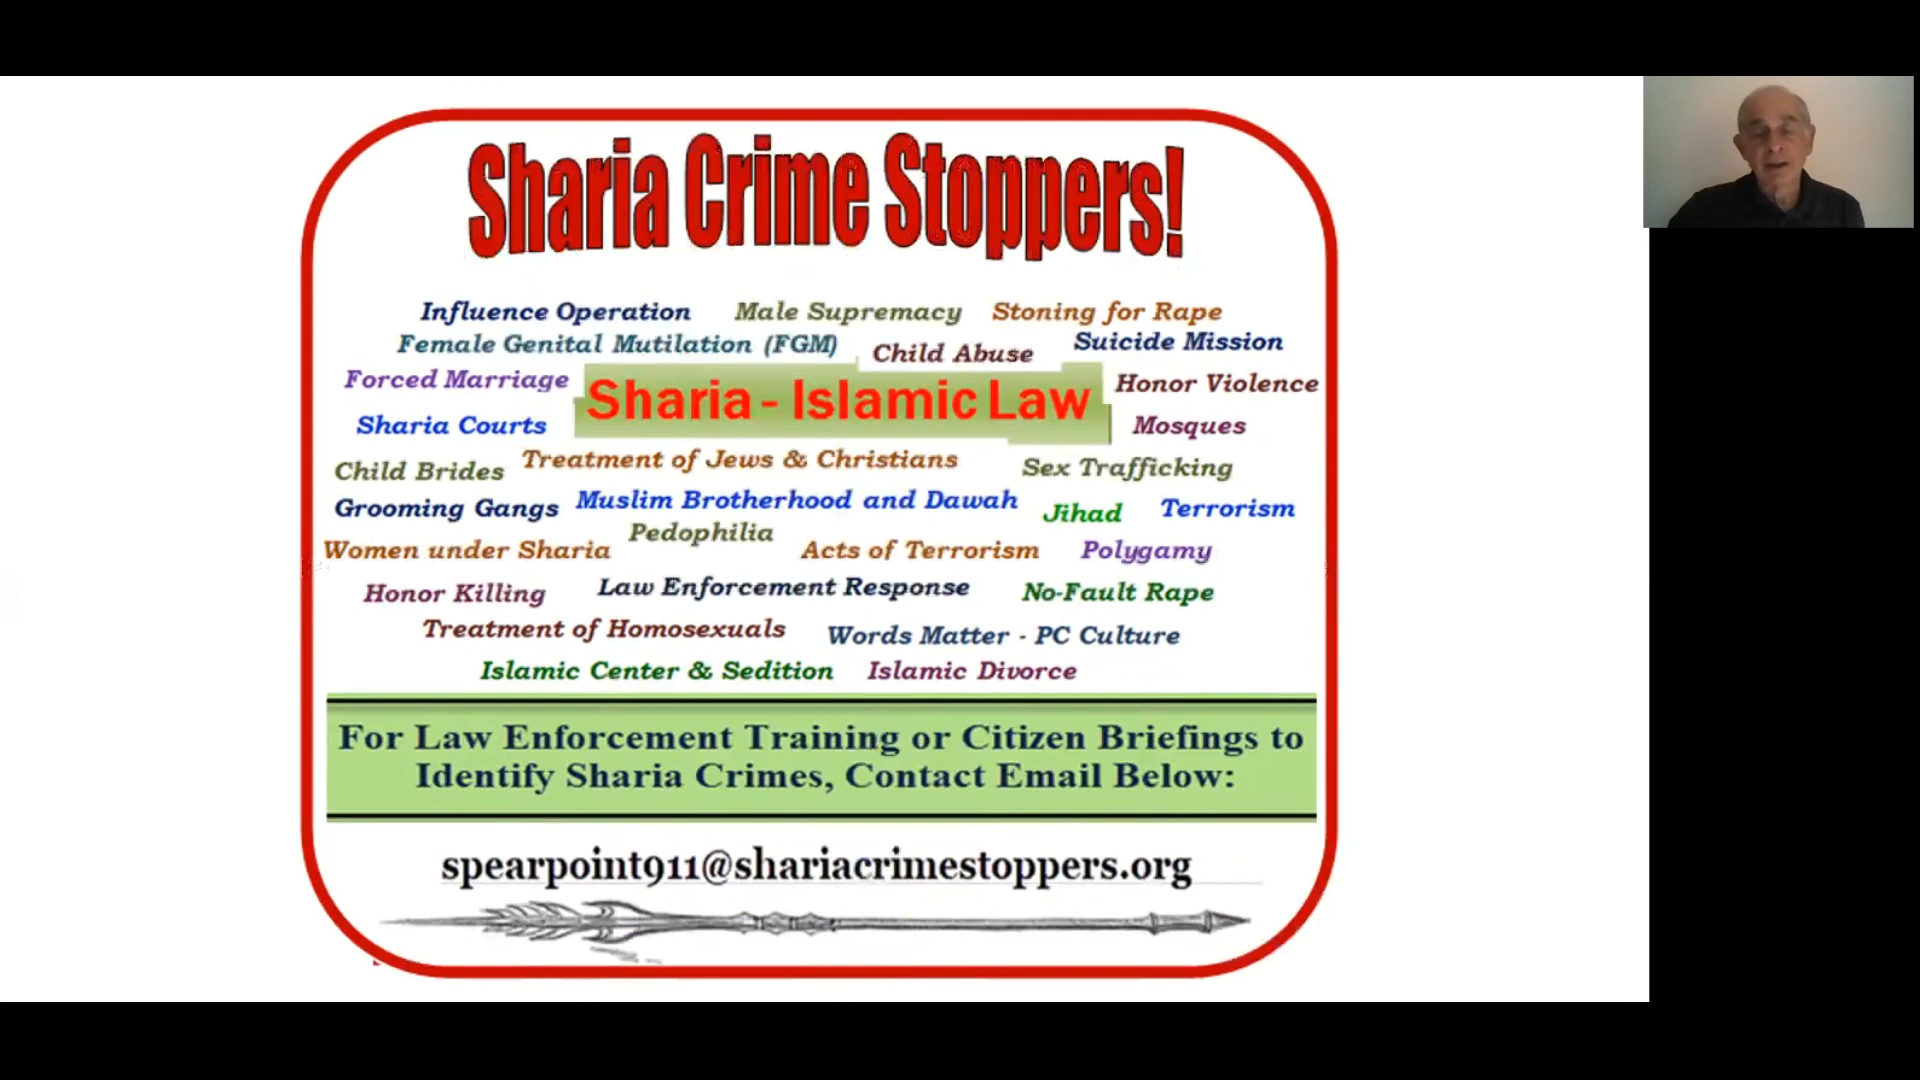 Sharia Crime Stoppers!
Influence Operation Male Supremacy Stoning for Rape
Female Genital Mutilation (FGM) Child Abuse Suicide Mission
Forced Marriage Sharia - Islamic Law Honor Violence
Sharia Courts Mosques
Child Brides Treatment of Jews & Christians Sex Trafficking
Grooming Gangs Muslim Brotherhood and Dawah Jihad Terrorism
Pedophilia
Women under Sharia Acts of Terrorism Polygamy
Honor Killing Law Enforcement Response No-Fault Rape
Treatment of Homosexuals Words Matter - PC Culture
Islamic Center & Sedition Islamic Divorce
For Law Enforcement Training or Citizen Briefings to
Identify Sharia Crimes, Contact Email Below:
spearpoint911@shariacrimestoppers.org